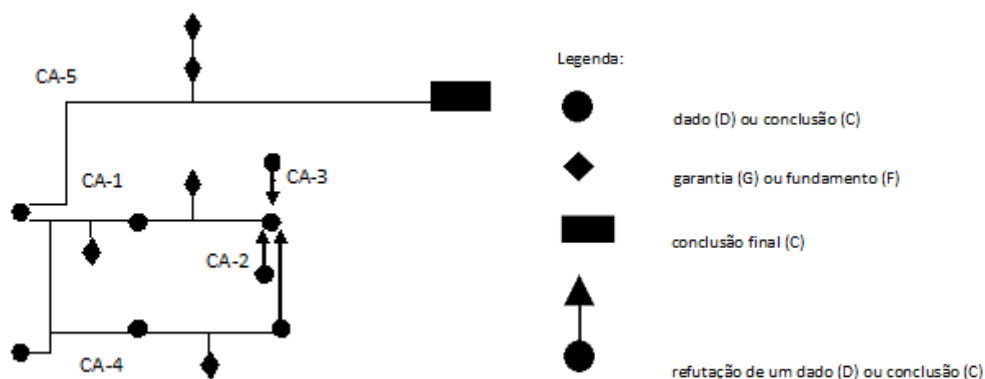 CA-5
CA-1
CA-3
CA-2
CA-4
Legenda:
dado (D) ou conclusão (C)
garantia (G) ou fundamento (F)
conclusão final (C)
refutação de um dado (D) ou conclusão (C)